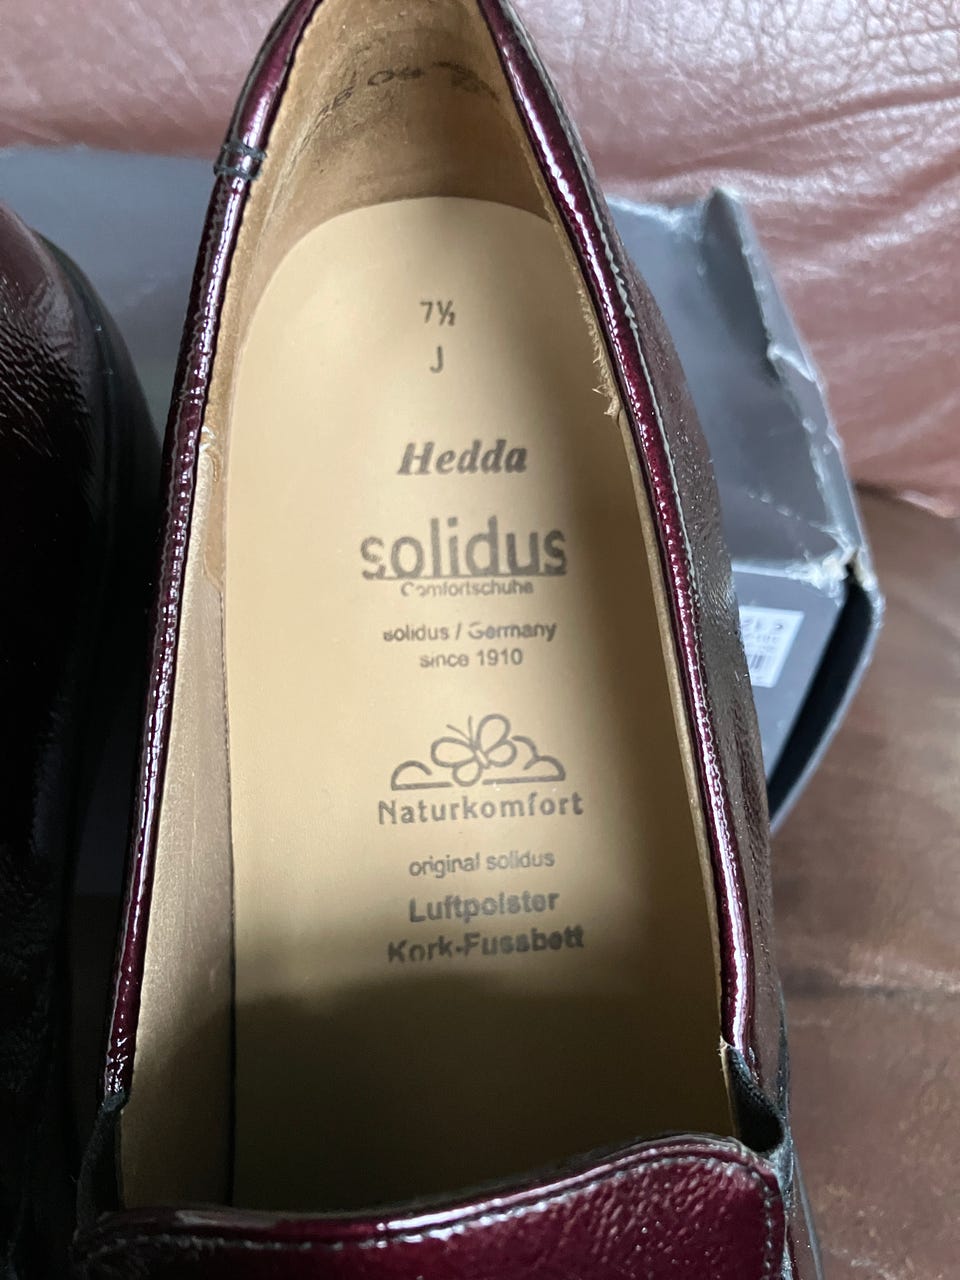 7½
J
Hedda
solidus
Comfortschuhe
solidus / Germany
since 1910
Naturkomfort
original solidus
Luftpolster
Kork-Fussbett